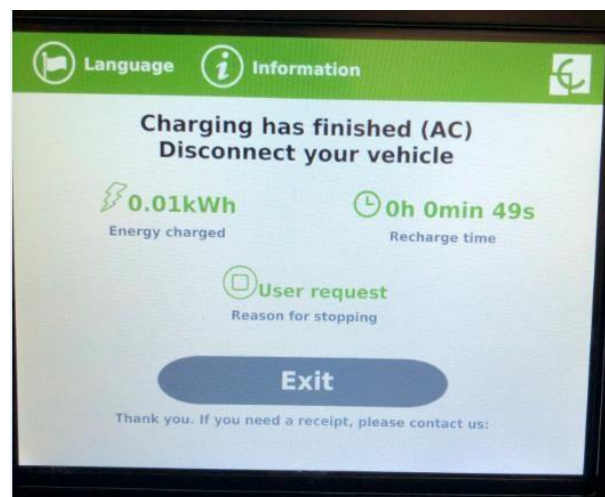 Language
Information
Charging has finished (AC)
Disconnect your vehicle
0.01kWh
Energy charged
0h 0min 49s
Recharge time
User request
Reason for stopping
Exit
Thank you. If you need a receipt, please contact us: